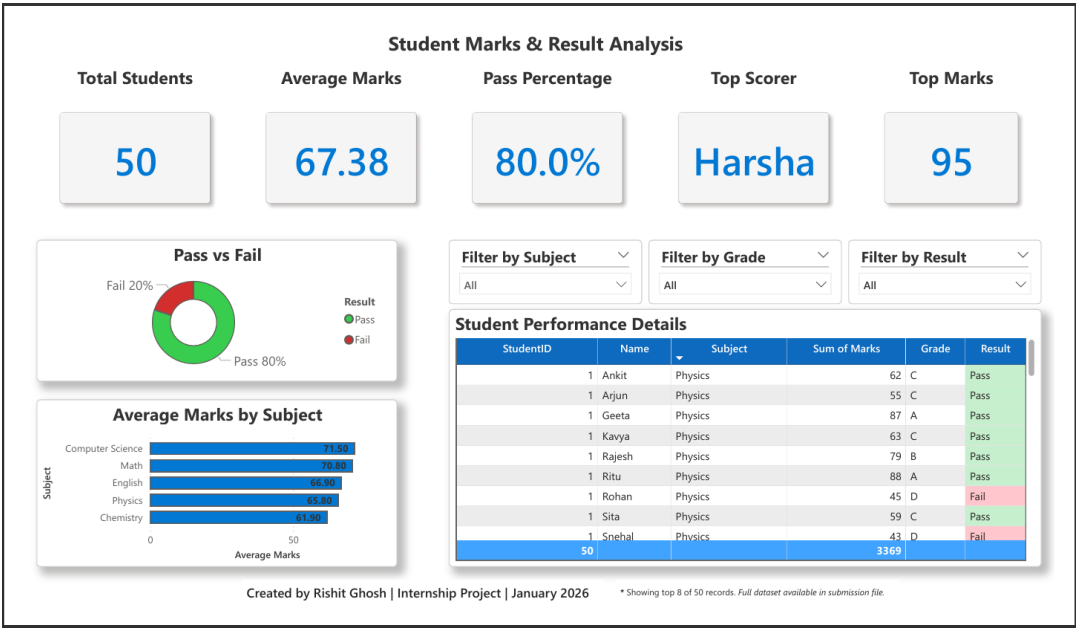 Student Marks & Result Analysis
Total Students
Average Marks
Pass Percentage
Top Scorer
Top Marks
50
67.38
80.0%
Harsha
95
Pass vs Fail
Fail 20%
Pass 80%
Result
Pass
Fail
Filter by Subject
All
Filter by Grade
All
Filter by Result
All
Average Marks by Subject
Subject
Computer Science 71.50
Math 70.80
English 66.90
Physics 65.80
Chemistry 61.90
0 50
Average Marks
Student Performance Details
StudentID Name Subject Sum of Marks Grade Result
1 Ankit Physics 62 C Pass
1 Arjun Physics 55 C Pass
1 Geeta Physics 87 A Pass
1 Kavya Physics 63 C Pass
1 Rajesh Physics 79 B Pass
1 Ritu Physics 88 A Pass
1 Rohan Physics 45 D Fail
1 Sita Physics 59 C Pass
1 Snehal Physics 43 D Fail
50 3369
Created by Rishit Ghosh | Internship Project | January 2026
* Showing top 8 of 50 records. Full dataset available in submission file.